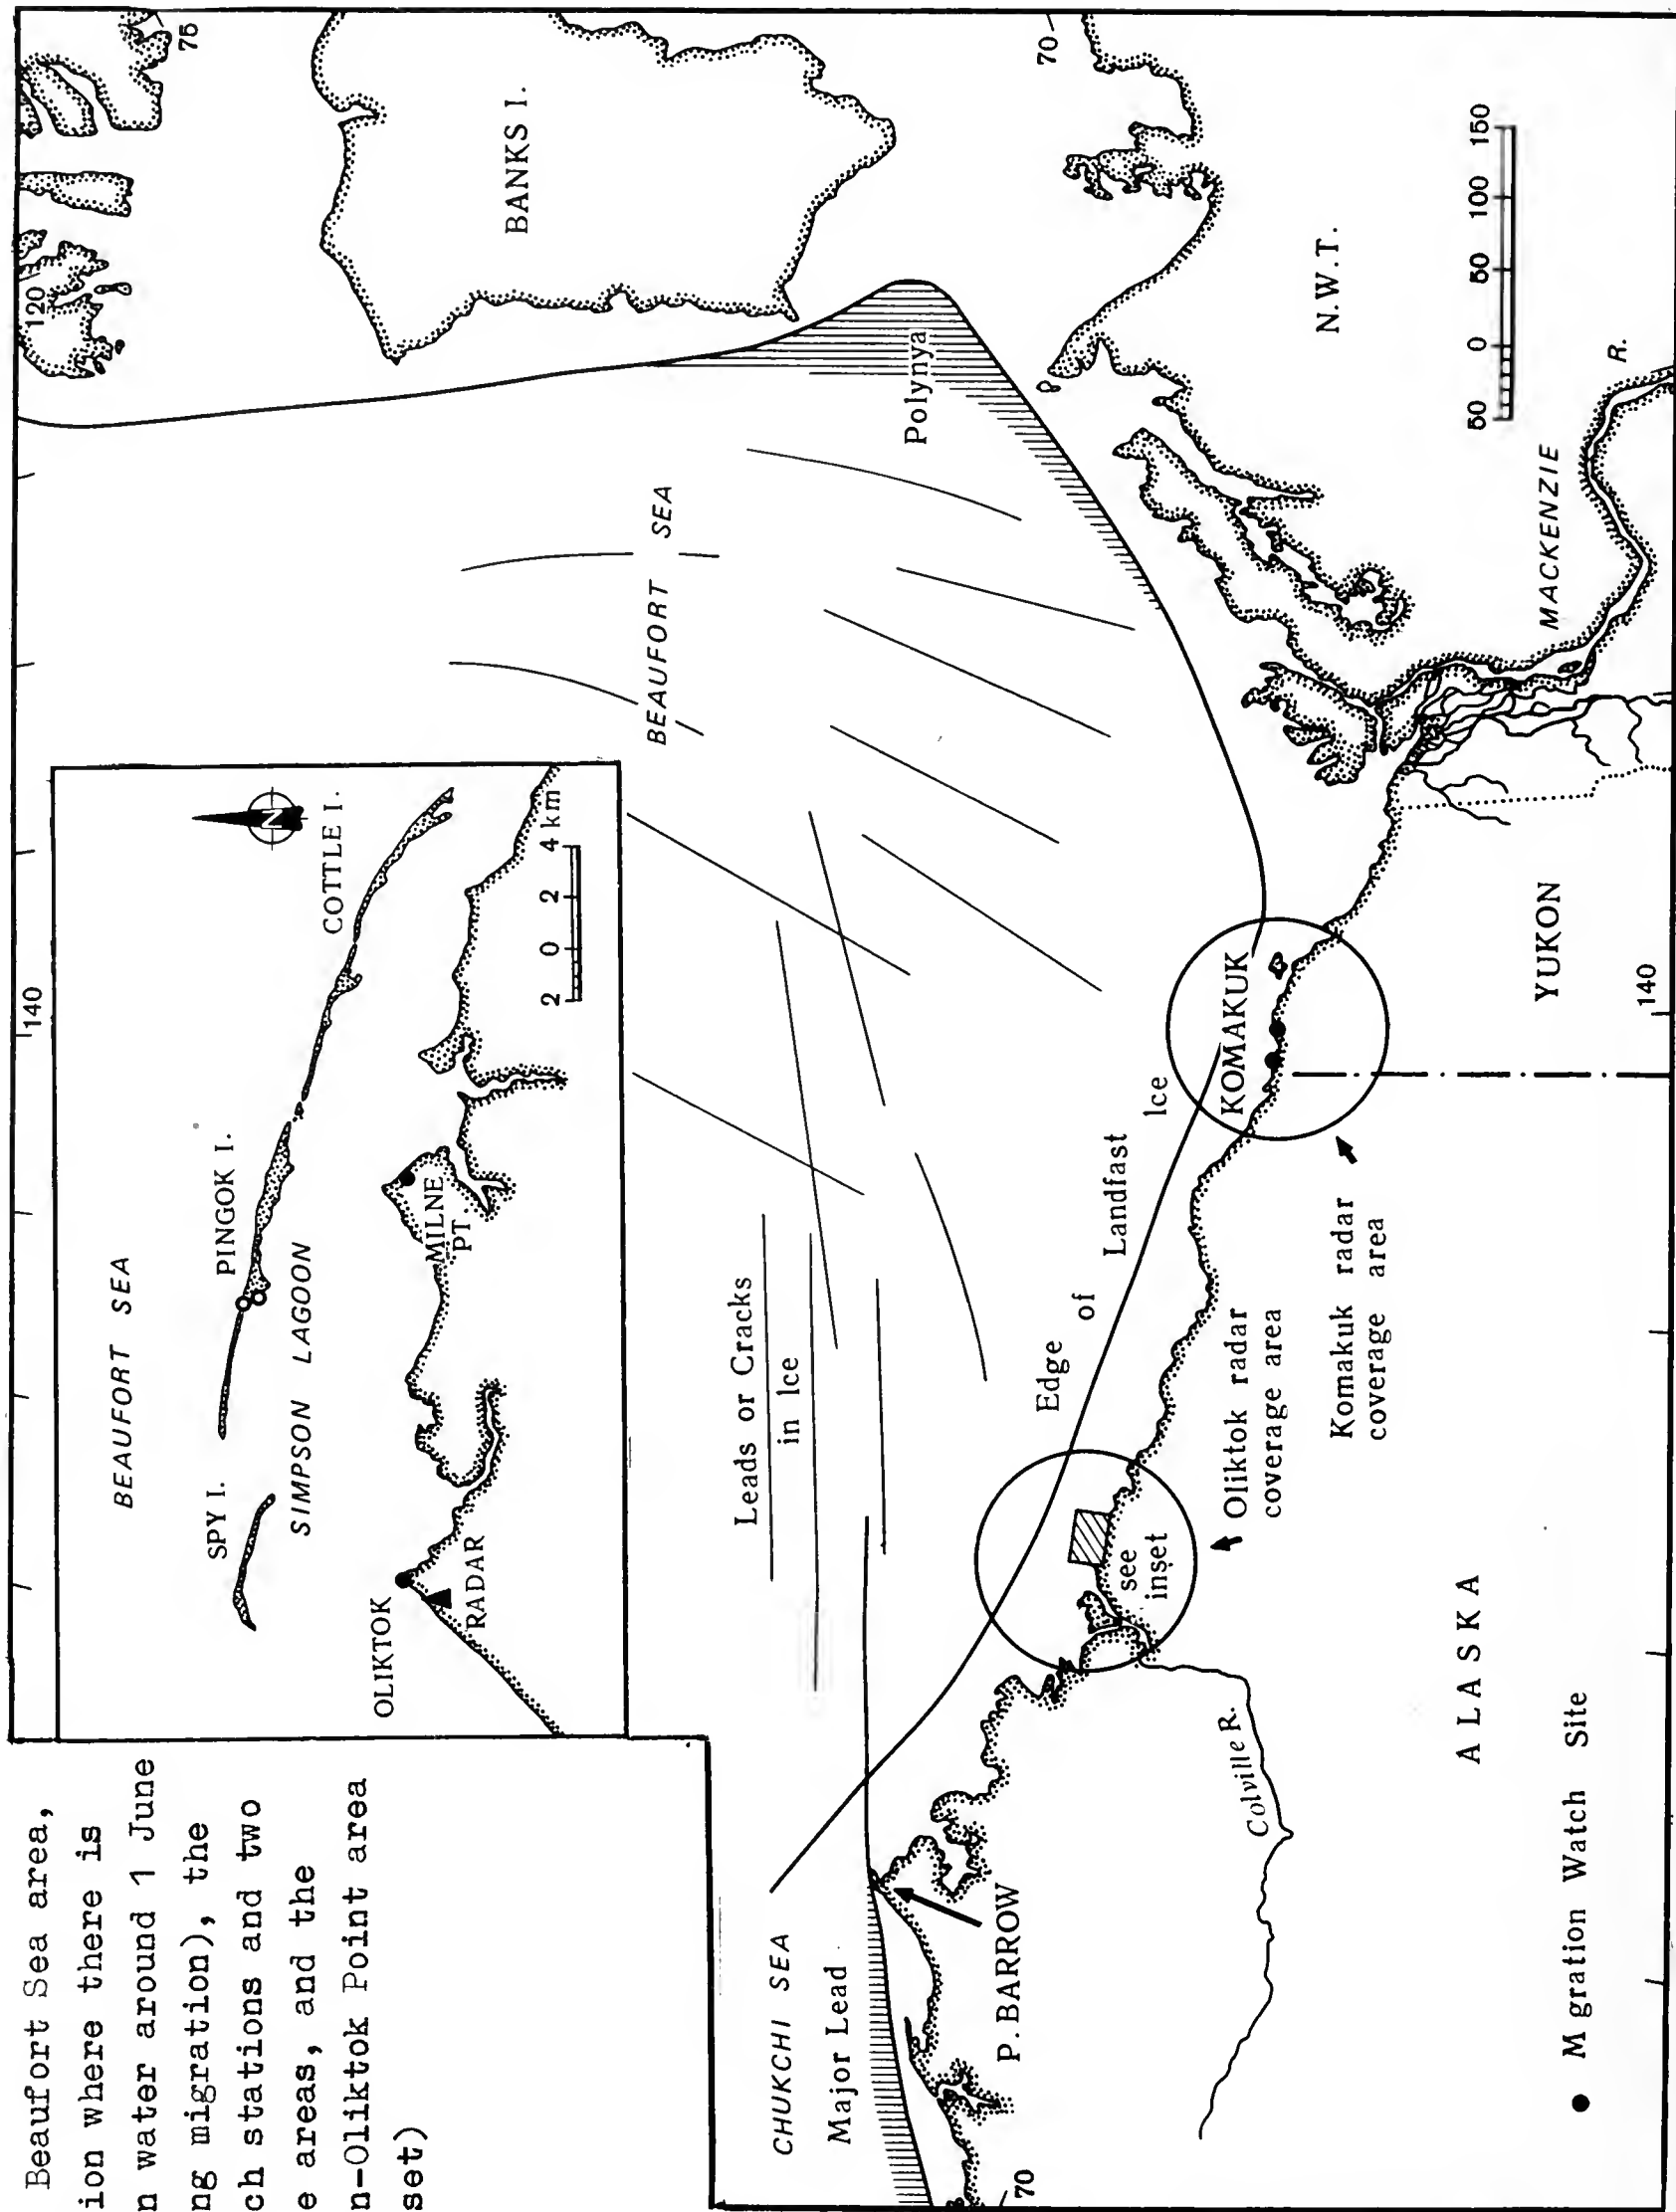 Beaufort Sea area,
ion where there is
n water around 1 June
ng migration), the
ch stations and two
e areas, and the
n-Oliktok Point area
set)
140
120
75
BEAUFORT SEA
SPY I.
PINGOK I.
COTTLE I.
N
SIMPSON LAGOON
OLIKTOK
RADAR
MILNE
PT.
2 0 2 4 km
BANKS I.
BEAUFORT SEA
Polynya
70
CHUKCHI SEA
Major Lead
Leads or Cracks
in Ice
Edge of Landfast Ice
P. BARROW
see
inset
KOMAKUK
Oliktok radar
coverage area
Komakuk radar
coverage area
Colville R.
ALASKA
YUKON
N.W.T.
MACKENZIE R.
50 0 50 100 150
70
140
M gration Watch Site